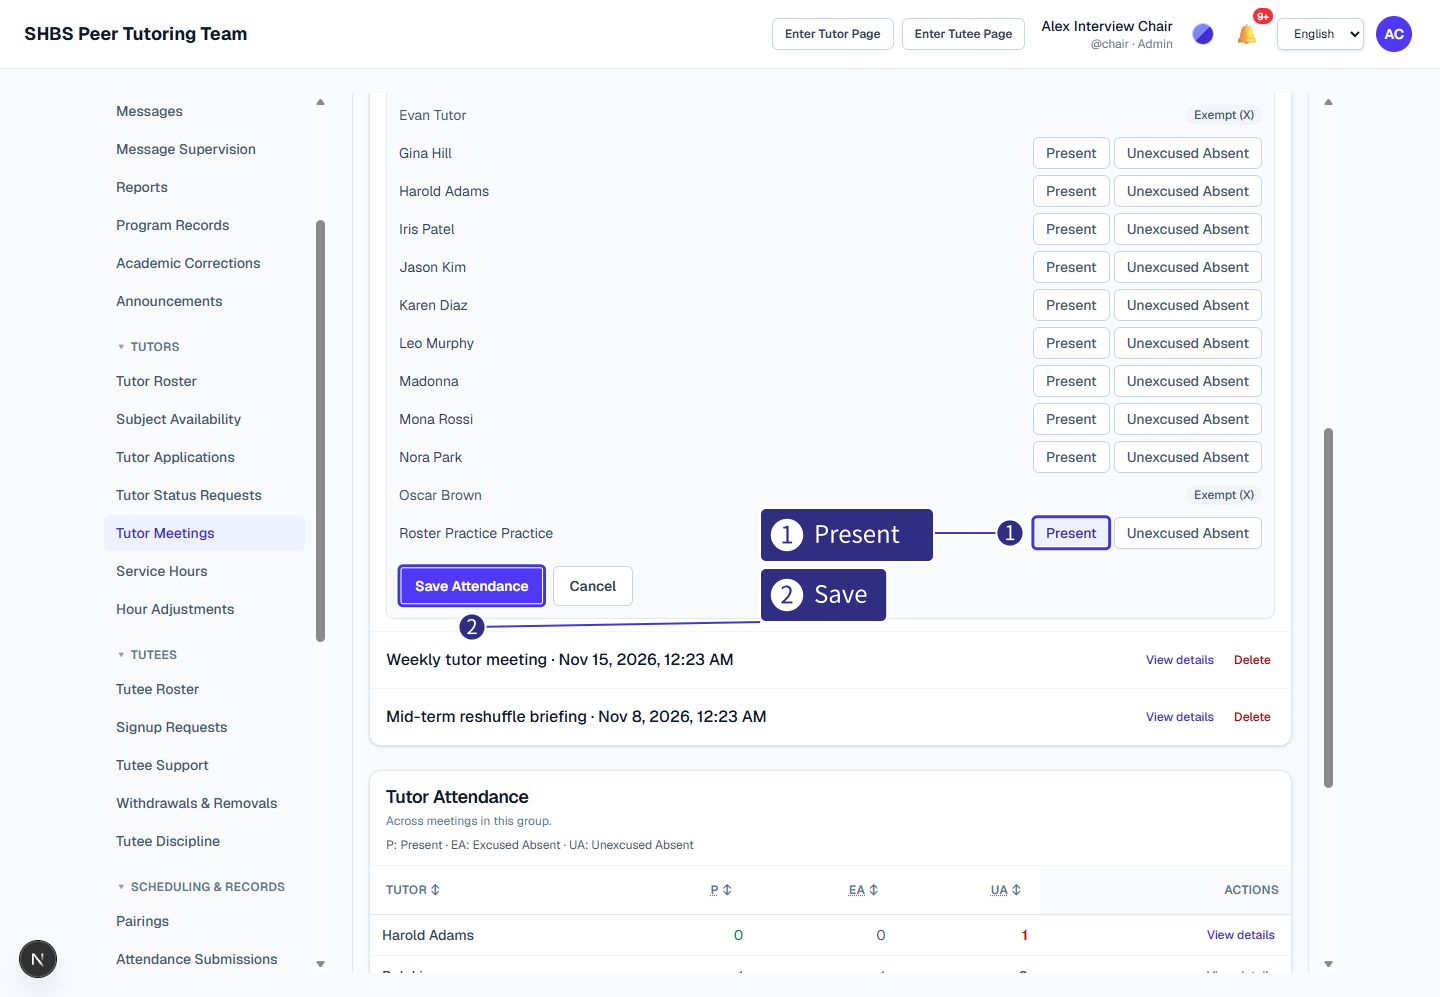 SHBS Peer Tutoring Team
Enter Tutor Page
Enter Tutee Page
Alex Interview Chair
@chair · Admin
9+
English
AC
Messages
Message Supervision
Reports
Program Records
Academic Corrections
Announcements
TUTORS
Tutor Roster
Subject Availability
Tutor Applications
Tutor Status Requests
Tutor Meetings
Service Hours
Hour Adjustments
TUTEES
Tutee Roster
Signup Requests
Tutee Support
Withdrawals & Removals
Tutee Discipline
SCHEDULING & RECORDS
Pairings
Attendance Submissions
N
Evan Tutor Exempt (X)
Gina Hill Present Unexcused Absent
Harold Adams Present Unexcused Absent
Iris Patel Present Unexcused Absent
Jason Kim Present Unexcused Absent
Karen Diaz Present Unexcused Absent
Leo Murphy Present Unexcused Absent
Madonna Present Unexcused Absent
Mona Rossi Present Unexcused Absent
Nora Park Present Unexcused Absent
Oscar Brown Exempt (X)
Roster Practice Practice 1 Present 1 Present Unexcused Absent
Save Attendance Cancel 2 Save
2
Weekly tutor meeting · Nov 15, 2026, 12:23 AM View details Delete
Mid-term reshuffle briefing · Nov 8, 2026, 12:23 AM View details Delete
Tutor Attendance
Across meetings in this group.
P: Present · EA: Excused Absent · UA: Unexcused Absent
TUTOR P EA UA ACTIONS
Harold Adams 0 0 1 View details